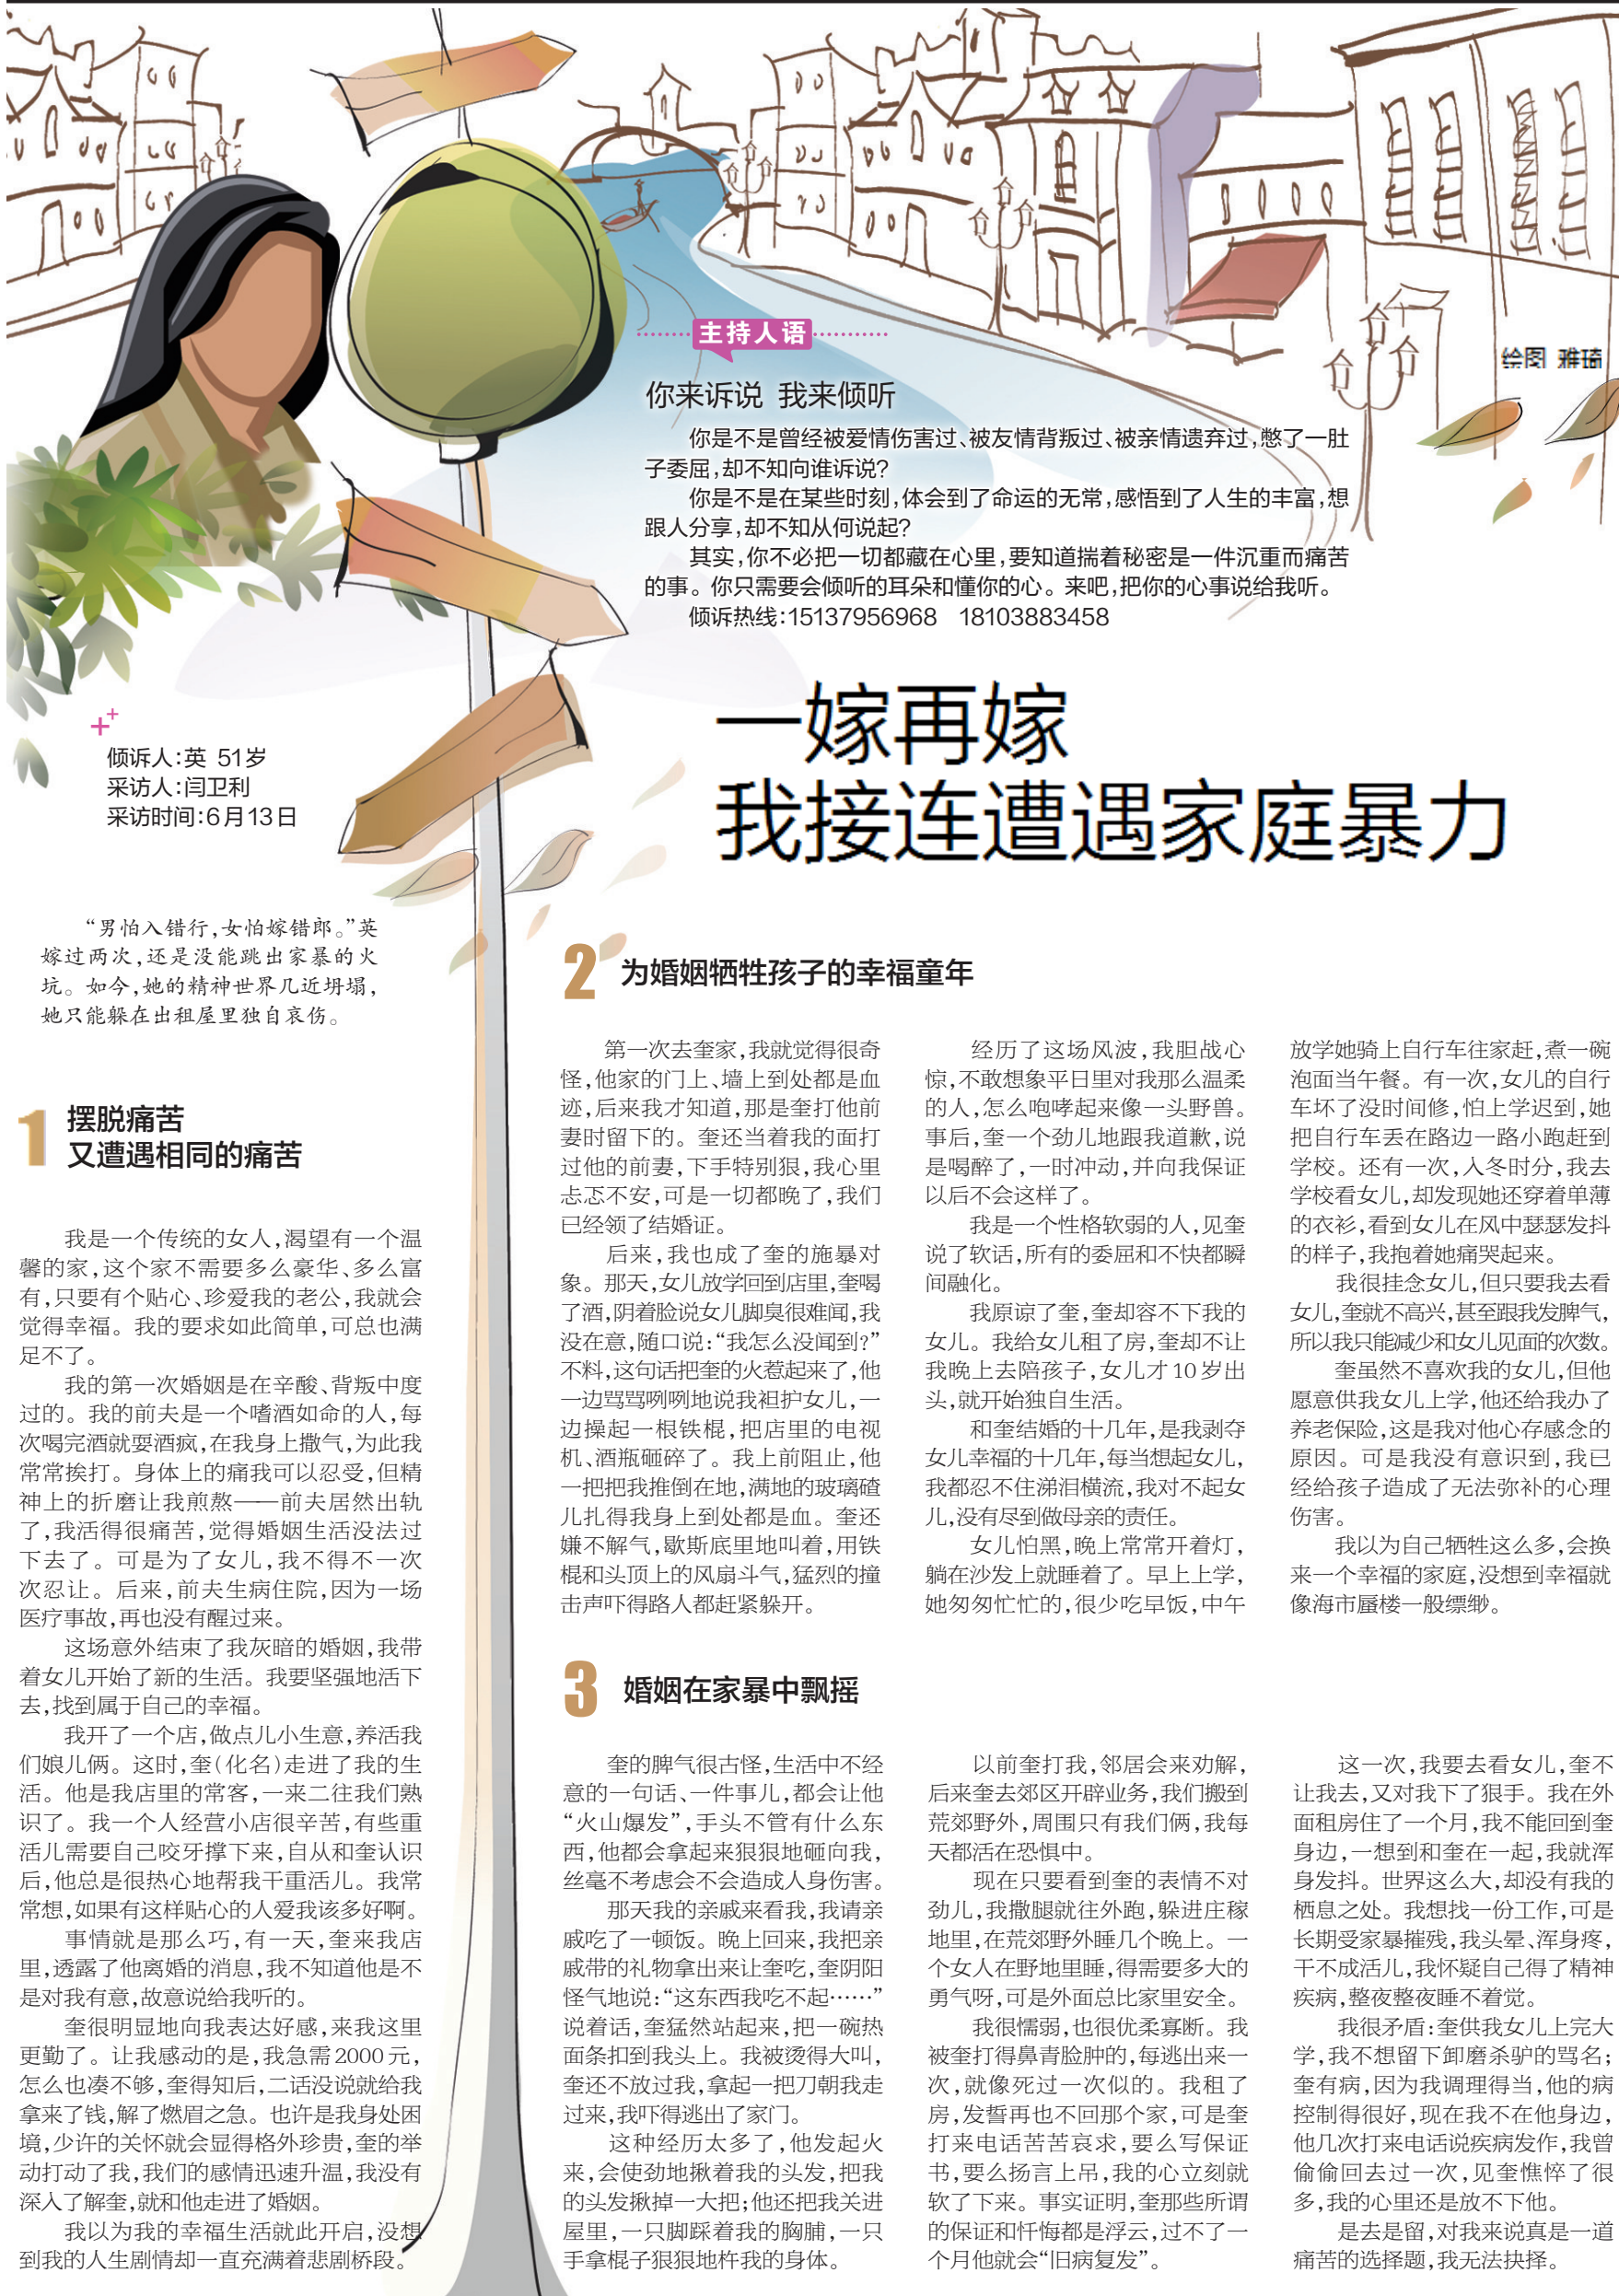 主持人语
绘图 雅琦
你来诉说 我来倾听
你是不是曾经被爱情伤害过、被友情背叛过、被亲情遗弃过,憋了一肚
子委屈,却不知向谁诉说?
你是不是在某些时刻,体会到了命运的无常,感悟到了人生的丰富,想
跟人分享,却不知从何说起?
其实,你不必把一切都藏在心里,要知道揣着秘密是一件沉重而痛苦
的事。你只需要会倾听的耳朵和懂你的心。来吧,把你的心事说给我听。
倾诉热线:15137956968 18103883458
一嫁再嫁
我接连遭遇家庭暴力
倾诉人:英 51岁
采访人:闫卫利
采访时间:6月13日
“男怕入错行,女怕嫁错郎。”英
嫁过两次,还是没能跳出家暴的火
坑。如今,她的精神世界几近坍塌,
她只能躲在出租屋里独自哀伤。
1 摆脱痛苦
又遭遇相同的痛苦
我是一个传统的女人,渴望有一个温
馨的家,这个家不需要多么豪华、多么富
有,只要有个贴心、珍爱我的老公,我就会
觉得幸福。我的要求如此简单,可总也满
足不了。
我的第一次婚姻是在辛酸、背叛中度
过的。我的前夫是一个嗜酒如命的人,每
次喝完酒就耍酒疯,在我身上撒气,为此我
常常挨打。身体上的痛我可以忍受,但精
神上的折磨让我煎熬——前夫居然出轨
了,我活得很痛苦,觉得婚姻生活没法过
下去了。可是为了女儿,我不得不一次
次忍让。后来,前夫生病住院,因为一场
医疗事故,再也没有醒过来。
这场意外结束了我灰暗的婚姻,我带
着女儿开始了新的生活。我要坚强地活下
去,找到属于自己的幸福。
我开了一个店,做点儿小生意,养活我
们娘儿俩。这时,奎(化名)走进了我的生
活。他是我店里的常客,一来二往我们熟
识了。我一个人经营小店很辛苦,有些重
活儿需要自己咬牙撑下来,自从和奎认识
后,他总是很热心地帮我干重活儿。我常
常想,如果有这样贴心的人爱我该多好啊。
事情就是那么巧,有一天,奎来我店
里,透露了他离婚的消息,我不知道他是不
是对我有意,故意说给我听的。
奎很明显地向我表达好感,来我这里
更勤了。让我感动的是,我急需2000元,
怎么也凑不够,奎得知后,二话没说就给我
拿来了钱,解了燃眉之急。也许是我身处困
境,少许的关怀就会显得格外珍贵,奎的举
动打动了我,我们的感情迅速升温,我没有
深入了解奎,就和他走进了婚姻。
我以为我的幸福生活就此开启,没想
到我的人生剧情却一直充满着悲剧桥段。
2 为婚姻牺牲孩子的幸福童年
第一次去奎家,我就觉得很奇
怪,他家的门上、墙上到处都是血
迹,后来我才知道,那是奎打他前
妻时留下的。奎还当着我的面打
过他的前妻,下手特别狠,我心里
忐忑不安,可是一切都晚了,我们
已经领了结婚证。
后来,我也成了奎的施暴对
象。那天,女儿放学回到店里,奎喝
了酒,阴着脸说女儿脚臭很难闻,我
没在意,随口说:“我怎么没闻到?”
不料,这句话把奎的火惹起来了,他
一边骂骂咧咧地说我袒护女儿,一
边操起一根铁棍,把店里的电视
机、酒瓶砸碎了。我上前阻止,他
一把把我推倒在地,满地的玻璃碴
儿扎得我身上到处都是血。奎还
嫌不解气,歇斯底里地叫着,用铁
棍和头顶上的风扇斗气,猛烈的撞
击声吓得路人都赶紧躲开。
经历了这场风波,我胆战心
惊,不敢想象平日里对我那么温柔
的人,怎么咆哮起来像一头野兽。
事后,奎一个劲儿地跟我道歉,说
是喝醉了,一时冲动,并向我保证
以后不会这样了。
我是一个性格软弱的人,见奎
说了软话,所有的委屈和不快都瞬
间融化。
我原谅了奎,奎却容不下我的
女儿。我给女儿租了房,奎却不让
我晚上去陪孩子,女儿才10岁出
头,就开始独自生活。
和奎结婚的十几年,是我剥夺
女儿幸福的十几年,每当想起女儿,
我都忍不住涕泪横流,我对不起女
儿,没有尽到做母亲的责任。
女儿怕黑,晚上常常开着灯,
躺在沙发上就睡着了。早上上学,
她匆匆忙忙的,很少吃早饭,中午
放学她骑上自行车往家赶,煮一碗
泡面当午餐。有一次,女儿的自行
车坏了没时间修,怕上学迟到,她
把自行车丢在路边一路小跑赶到
学校。还有一次,入冬时分,我去
学校看女儿,却发现她还穿着单薄
的衣衫,看到女儿在风中瑟瑟发抖
的样子,我抱着她痛哭起来。
我很挂念女儿,但只要我去看
女儿,奎就不高兴,甚至跟我发脾气,
所以我只能减少和女儿见面的次数。
奎虽然不喜欢我的女儿,但他
愿意供我女儿上学,他还给我办了
养老保险,这是我对他心存感念的
原因。可是我没有意识到,我已
经给孩子造成了无法弥补的心理
伤害。
我以为自己牺牲这么多,会换
来一个幸福的家庭,没想到幸福就
像海市蜃楼一般缥缈。
3 婚姻在家暴中飘摇
奎的脾气很古怪,生活中不经
意的一句话、一件事儿,都会让他
“火山爆发”,手头不管有什么东
西,他都会拿起来狠狠地砸向我,
丝毫不考虑会不会造成人身伤害。
那天我的亲戚来看我,我请亲
戚吃了一顿饭。晚上回来,我把亲
戚带的礼物拿出来让奎吃,奎阴阳
怪气地说:“这东西我吃不起……”
说着话,奎猛然站起来,把一碗热
面条扣到我头上。我被烫得大叫,
奎还不放过我,拿起一把刀朝我走
过来,我吓得逃出了家门。
这种经历太多了,他发起火
来,会使劲地揪着我的头发,把我
的头发揪掉一大把;他还把我关进
屋里,一只脚踩着我的胸脯,一只
手拿棍子狠狠地杵我的身体。
以前奎打我,邻居会来劝解,
后来奎去郊区开辟业务,我们搬到
荒郊野外,周围只有我们俩,我每
天都活在恐惧中。
现在只要看到奎的表情不对
劲儿,我撒腿就往外跑,躲进庄稼
地里,在荒郊野外睡几个晚上。一
个女人在野地里睡,得需要多大的
勇气呀,可是外面总比家里安全。
我很懦弱,也很优柔寡断。我
被奎打得鼻青脸肿的,每逃出来一
次,就像死过一次似的。我租了
房,发誓再也不回那个家,可是奎
打来电话苦苦哀求,要么写保证
书,要么扬言上吊,我的心立刻就
软了下来。事实证明,奎那些所谓
的保证和忏悔都是浮云,过不了一
个月他就会“旧病复发”。
这一次,我要去看女儿,奎不
让我去,又对我下了狠手。我在外
面租房住了一个月,我不能回到奎
身边,一想到和奎在一起,我就浑
身发抖。世界这么大,却没有我的
栖息之处。我想找一份工作,可是
长期受家暴摧残,我头晕、浑身疼,
干不成活儿,我怀疑自己得了精神
疾病,整夜整夜睡不着觉。
我很矛盾:奎供我女儿上完大
学,我不想留下卸磨杀驴的骂名;
奎有病,因为我调理得当,他的病
控制得很好,现在我不在他身边,
他几次打来电话说疾病发作,我曾
偷偷回去过一次,见奎憔悴了很
多,我的心里还是放不下他。
是去是留,对我来说真是一道
痛苦的选择题,我无法抉择。